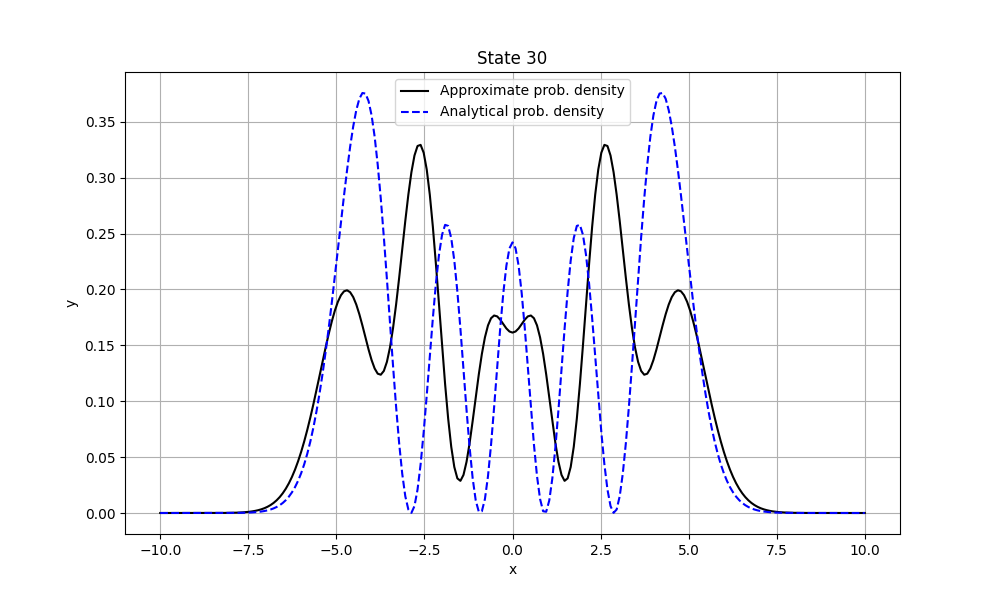 State 30
Approximate prob. density
Analytical prob. density
y
0.35
0.30
0.25
0.20
0.15
0.10
0.05
0.00
−10.0 −7.5 −5.0 −2.5 0.0 2.5 5.0 7.5 10.0
x